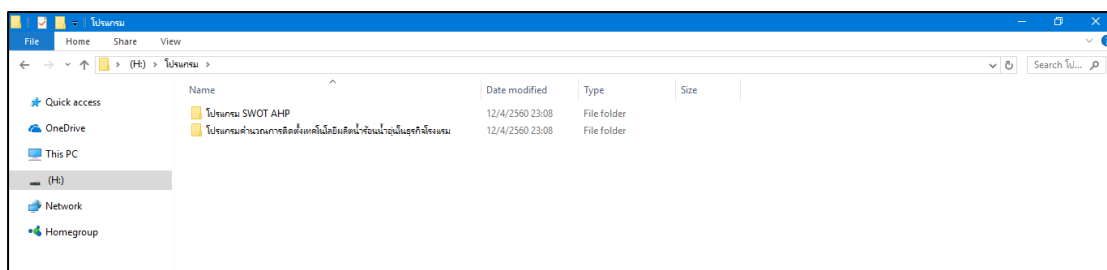 โปรแกรม
File Home Share View
(H:) โปรแกรม Search โป...
Name Date modified Type Size
Quick access
โปรแกรม SWOT AHP 12/4/2560 23:08 File folder
OneDrive
โปรแกรมคำนวณการติดตั้งเทคโนโลยีผลิตน้ำร้อนน้ำอุ่นในธุรกิจโรงแรม 12/4/2560 23:08 File folder
This PC
(H:)
Network
Homegroup